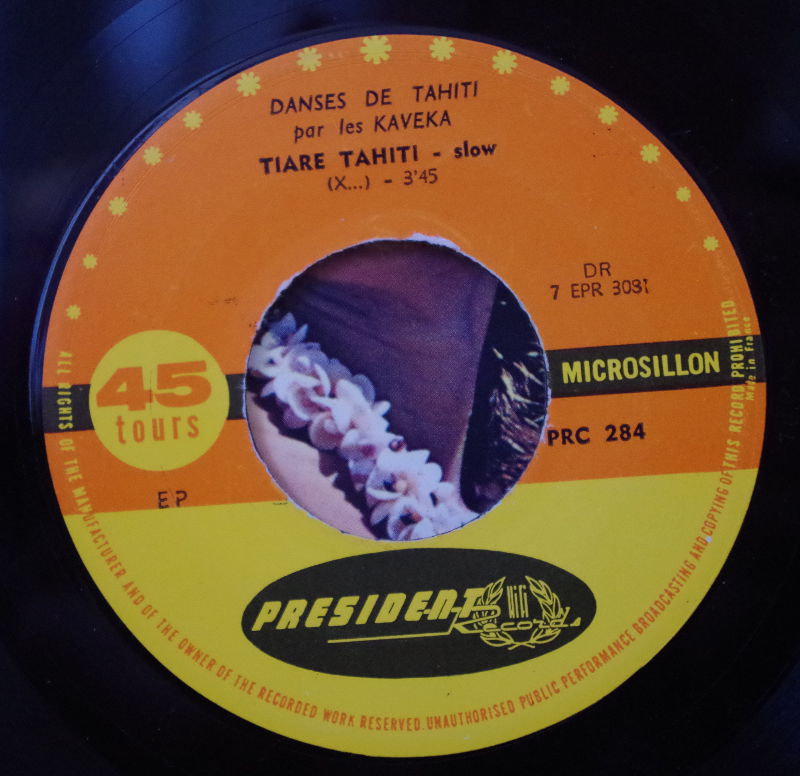 DANSES DE TAHITI
par les KAVEKA
TIARE TAHITI - slow
(X...) - 3'45
DR
7 EPR 3031
45
tours
MICROSILLON
PRC 284
EP
PRESIDENT
Records
ALL RIGHTS OF THE MANUFACTURER AND OF THE OWNER OF THE RECORDED WORK RESERVED. UNAUTHORISED PUBLIC PERFORMANCE BROADCASTING AND COPYING OF THIS RECORD PROHIBITED
Made in France